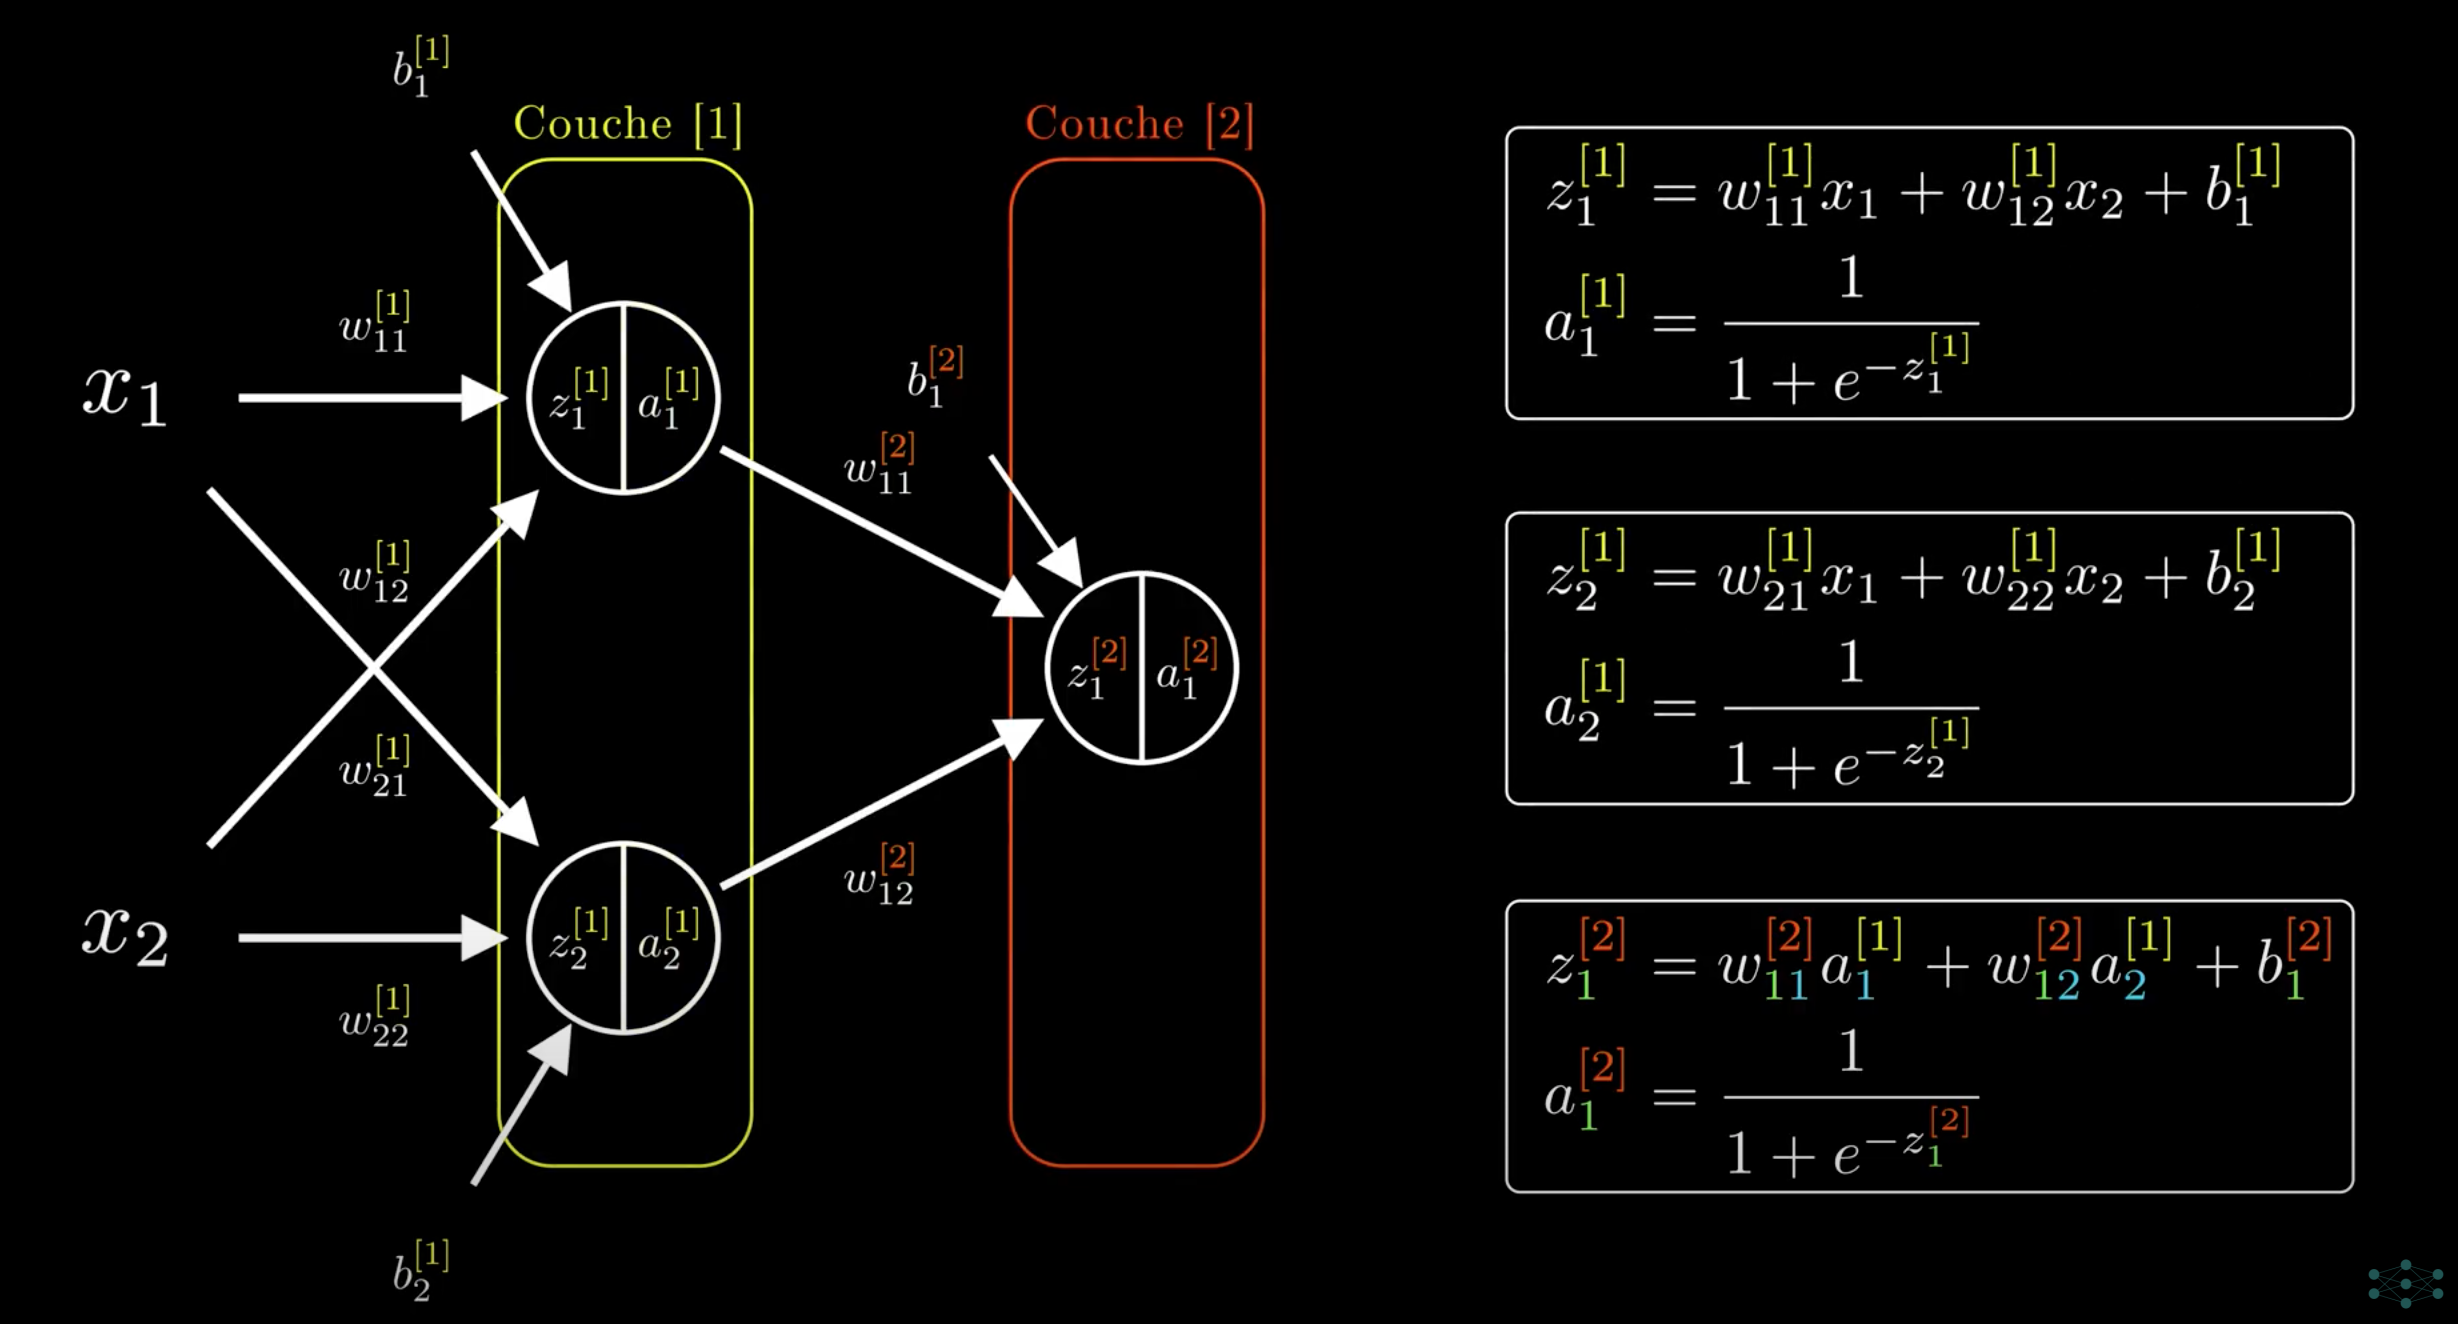 b_1^{[1]}
Couche [1]
Couche [2]
w_{11}^{[1]}
x_1
z_1^{[1]} a_1^{[1]}
b_1^{[2]}
w_{11}^{[2]}
w_{12}^{[1]}
z_1^{[2]} a_1^{[2]}
w_{21}^{[1]}
w_{12}^{[2]}
x_2
z_2^{[1]} a_2^{[1]}
w_{22}^{[1]}
b_2^{[1]}
z_1^{[1]} = w_{11}^{[1]} x_1 + w_{12}^{[1]} x_2 + b_1^{[1]}
a_1^{[1]} = \frac{1}{1 + e^{-z_1^{[1]}}}
z_2^{[1]} = w_{21}^{[1]} x_1 + w_{22}^{[1]} x_2 + b_2^{[1]}
a_2^{[1]} = \frac{1}{1 + e^{-z_2^{[1]}}}
z_1^{[2]} = w_{11}^{[2]} a_1^{[1]} + w_{12}^{[2]} a_2^{[1]} + b_1^{[2]}
a_1^{[2]} = \frac{1}{1 + e^{-z_1^{[2]}}}